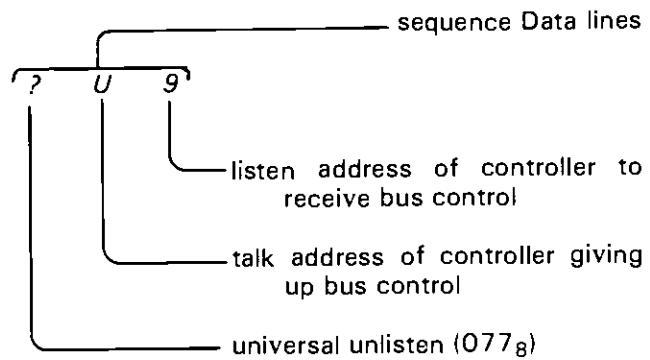 sequence Data lines
? U 9
listen address of controller to
receive bus control
talk address of controller giving
up bus control
universal unlisten (077₈)